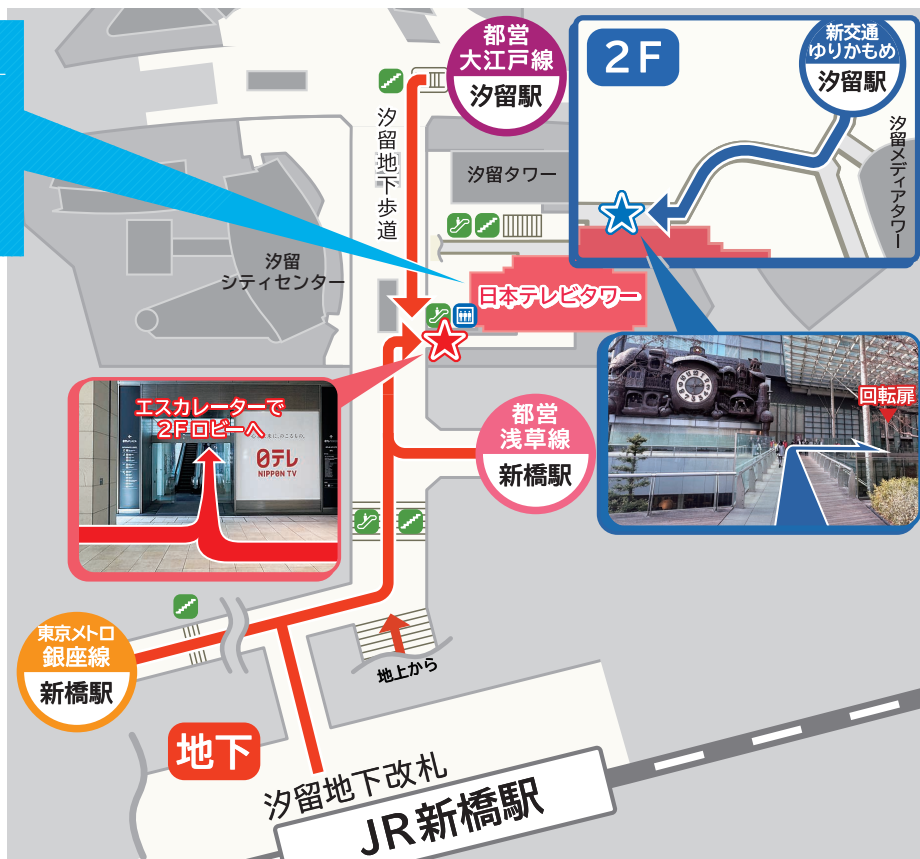 都営
大江戸線
汐留駅
2F
新交通
ゆりかもめ
汐留駅
汐留メディアタワー
汐留地下歩道
汐留タワー
汐留
シティセンター
日本テレビタワー
エスカレーターで
2Fロビーへ
日テレ
NIPPON TV
都営
浅草線
新橋駅
回転扉
東京メトロ
銀座線
新橋駅
地上から
地下
汐留地下改札
JR新橋駅